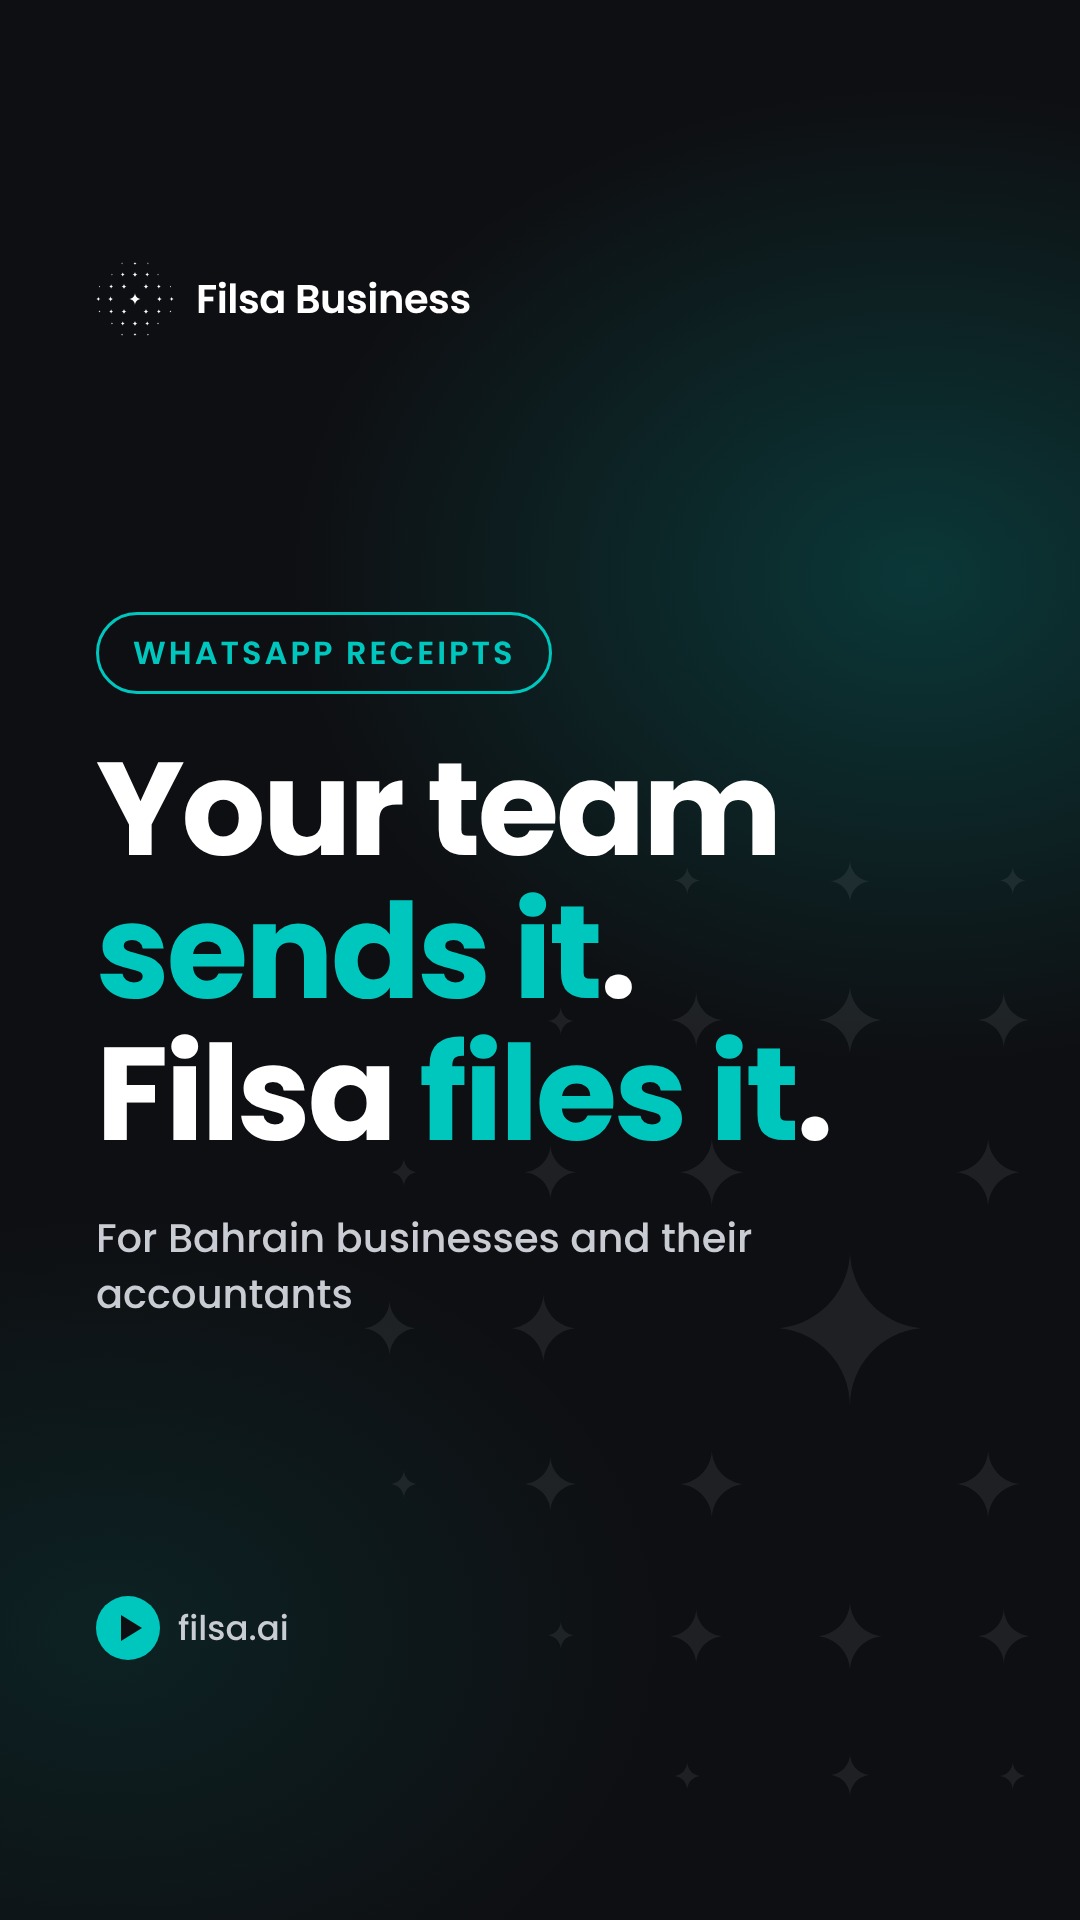 Filsa Business
WHATSAPP RECEIPTS
Your team
sends it.
Filsa files it.
For Bahrain businesses and their
accountants
filsa.ai